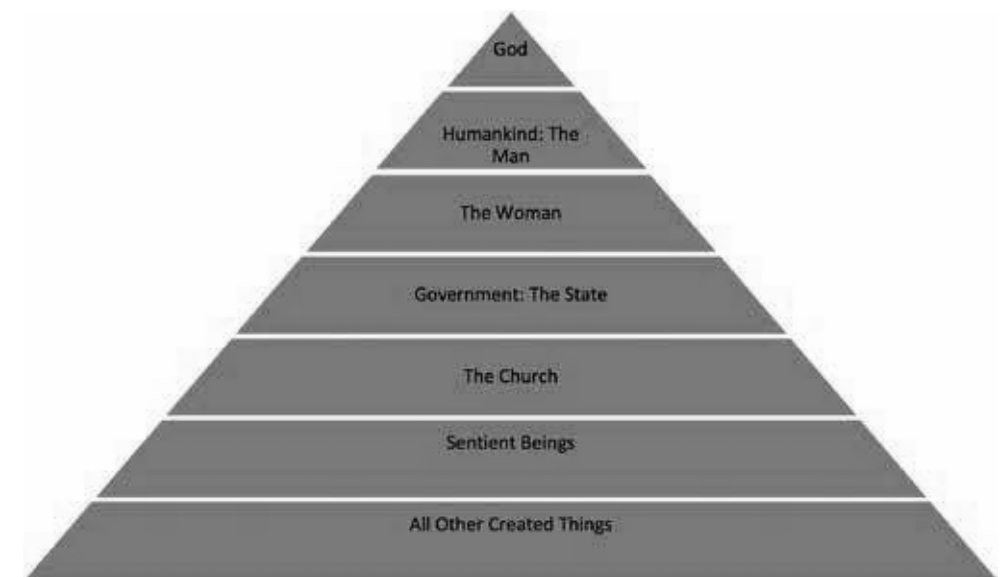 God
Humankind: The
Man
The Woman
Government: The State
The Church
Sentient Beings
All Other Created Things